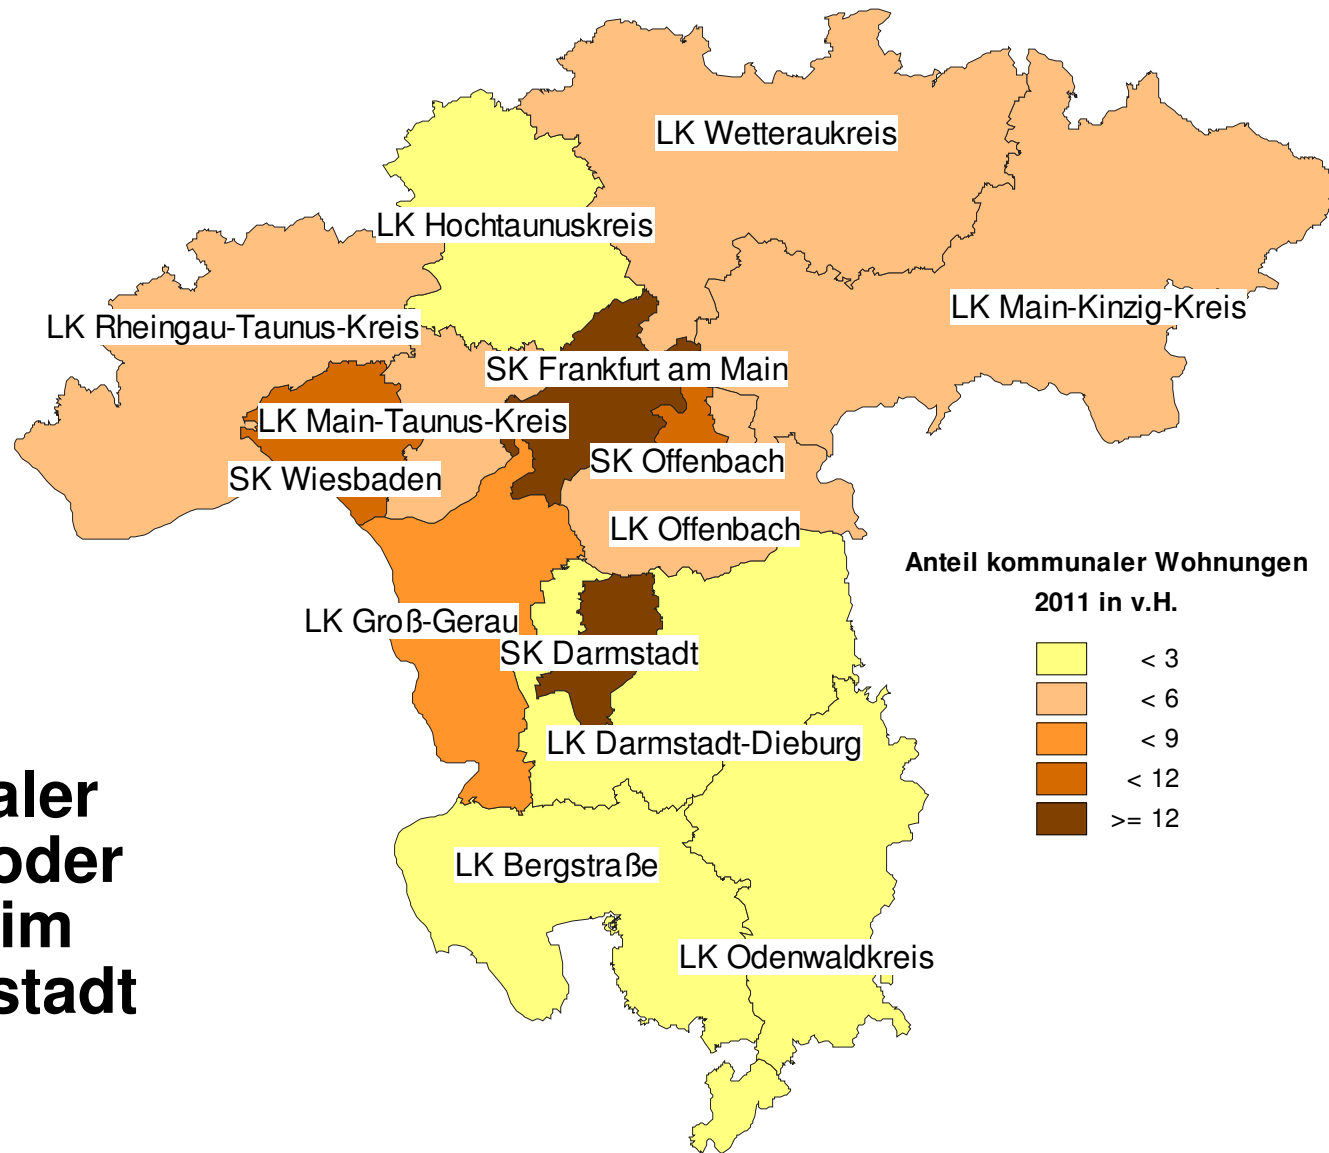 LK Wetteraukreis
LK Hochtaunuskreis
LK Main-Kinzig-Kreis
LK Rheingau-Taunus-Kreis
SK Frankfurt am Main
LK Main-Taunus-Kreis
SK Offenbach
SK Wiesbaden
LK Offenbach
LK Groß-Gerau
SK Darmstadt
LK Darmstadt-Dieburg
LK Bergstraße
LK Odenwaldkreis
Anteil kommunaler Wohnungen
2011 in v.H.
< 3
< 6
< 9
< 12
>= 12
aler
oder
im
stadt